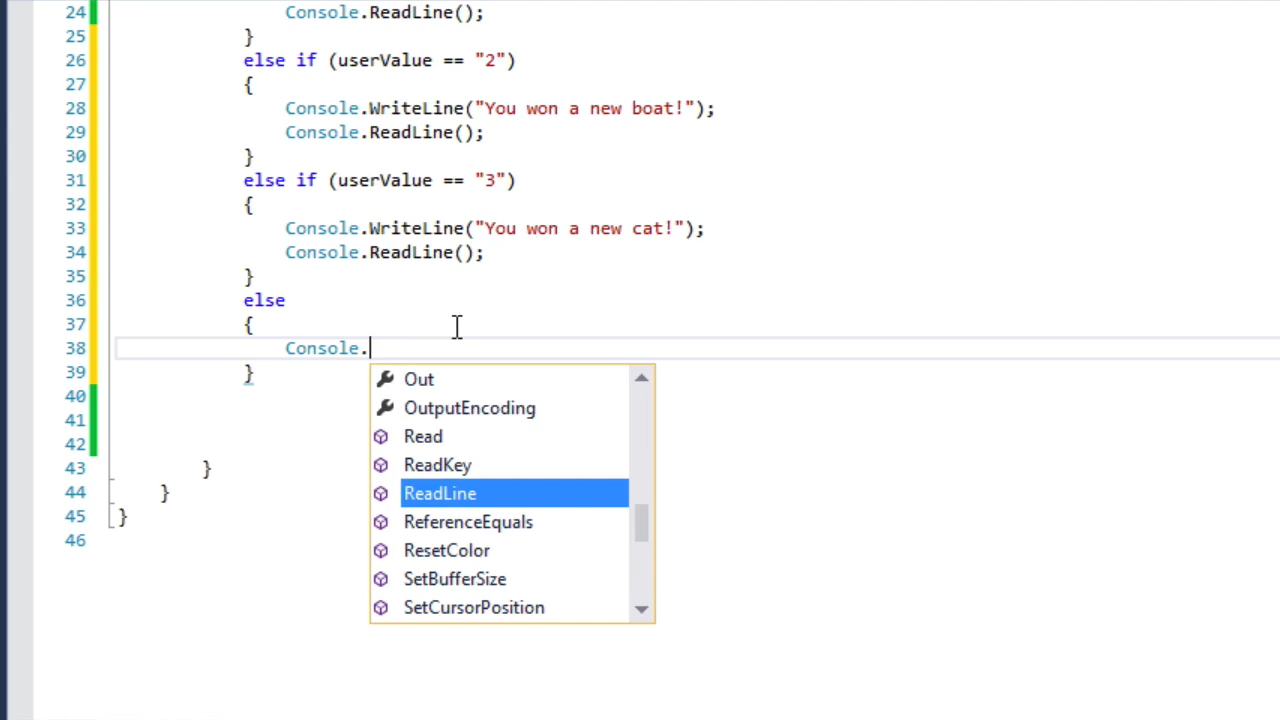 24 Console.ReadLine();
25 }
26 else if (userValue == "2")
27 {
28 Console.WriteLine("You won a new boat!");
29 Console.ReadLine();
30 }
31 else if (userValue == "3")
32 {
33 Console.WriteLine("You won a new cat!");
34 Console.ReadLine();
35 }
36 else
37 {
38 Console.
39 }
Out
40
OutputEncoding
41
Read
42
ReadKey
43 }
ReadLine
44 }
45 }
ReferenceEquals
46
ResetColor
SetBufferSize
SetCursorPosition